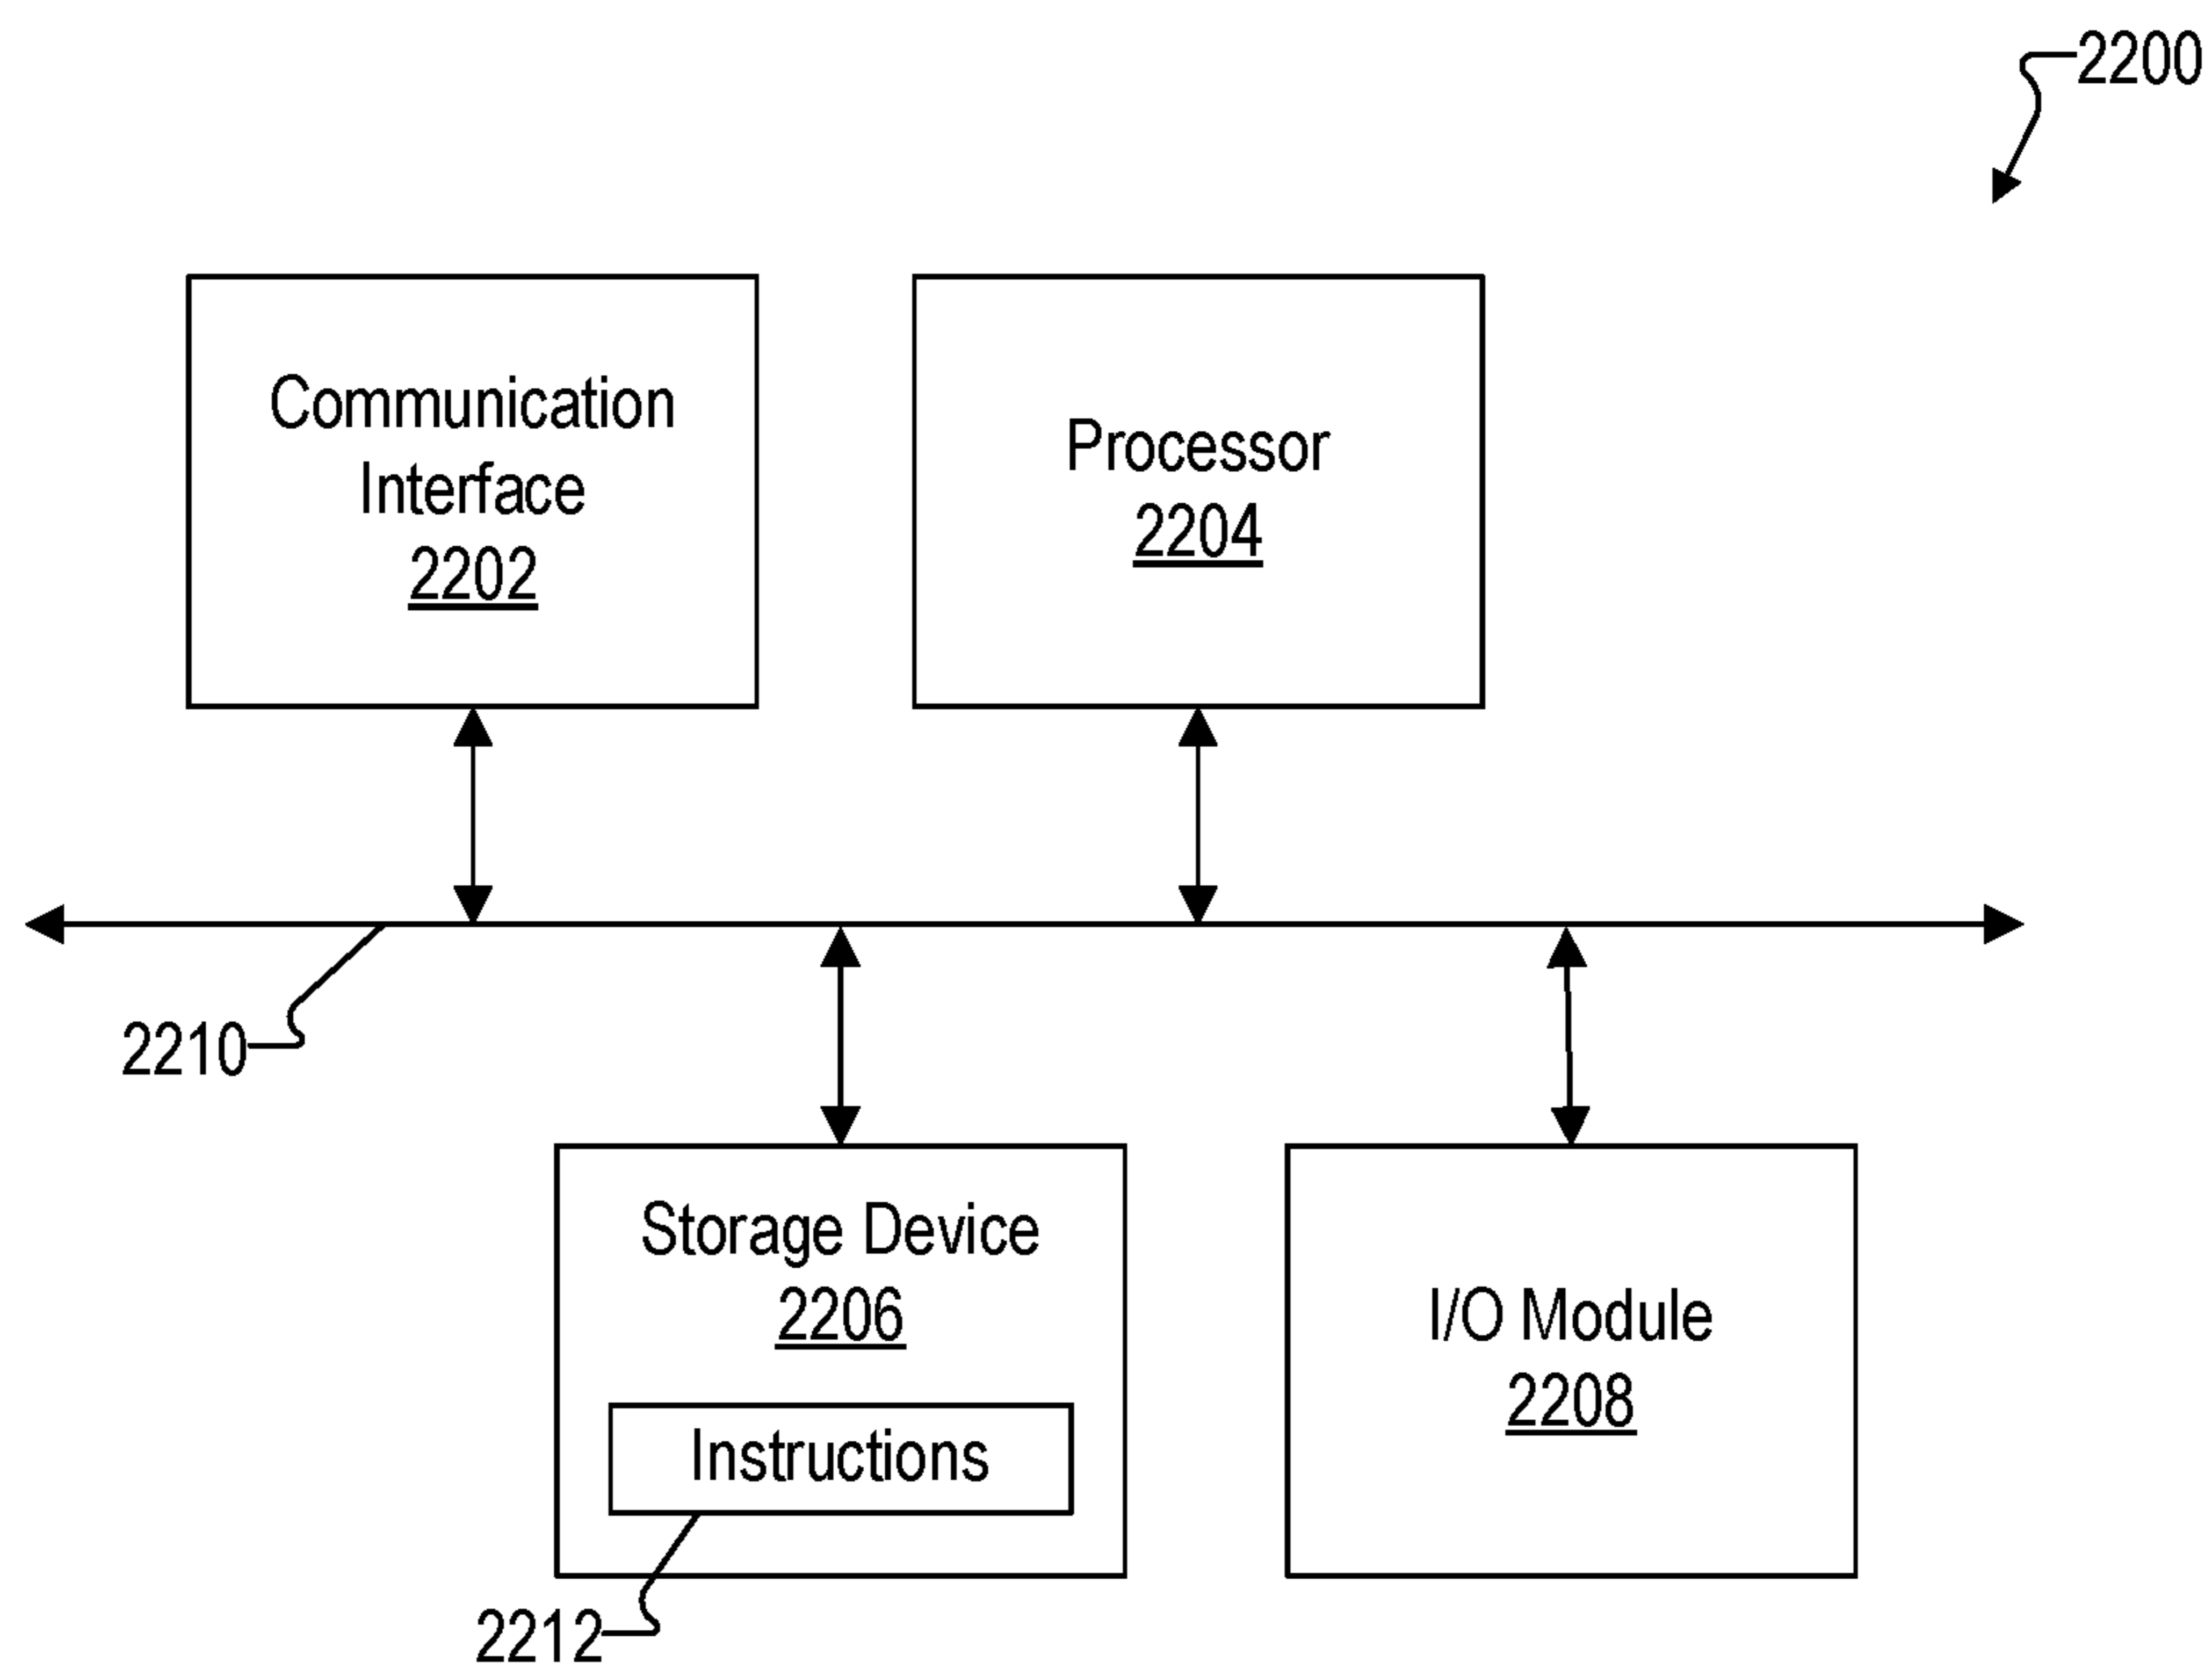 2200
Communication
Interface
2202
Processor
2204
2210
Storage Device
2206
Instructions
2212
I/O Module
2208